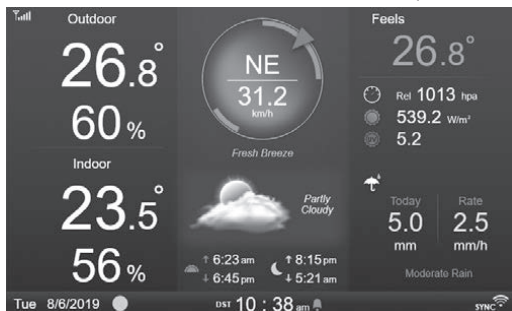 Outdoor
26.8°
60%
Indoor
23.5°
56%
NE
31.2
km/h
Fresh Breeze
Partly
Cloudy
↑ 6:23 am
↓ 6:45 pm
↑ 8:15 pm
↓ 5:21 am
Feels
26.8°
Rel 1013 hpa
539.2 W/m²
5.2
Today
5.0
mm
Rate
2.5
mm/h
Moderate Rain
Tue 8/6/2019
DST 10 : 38 am
SYNC